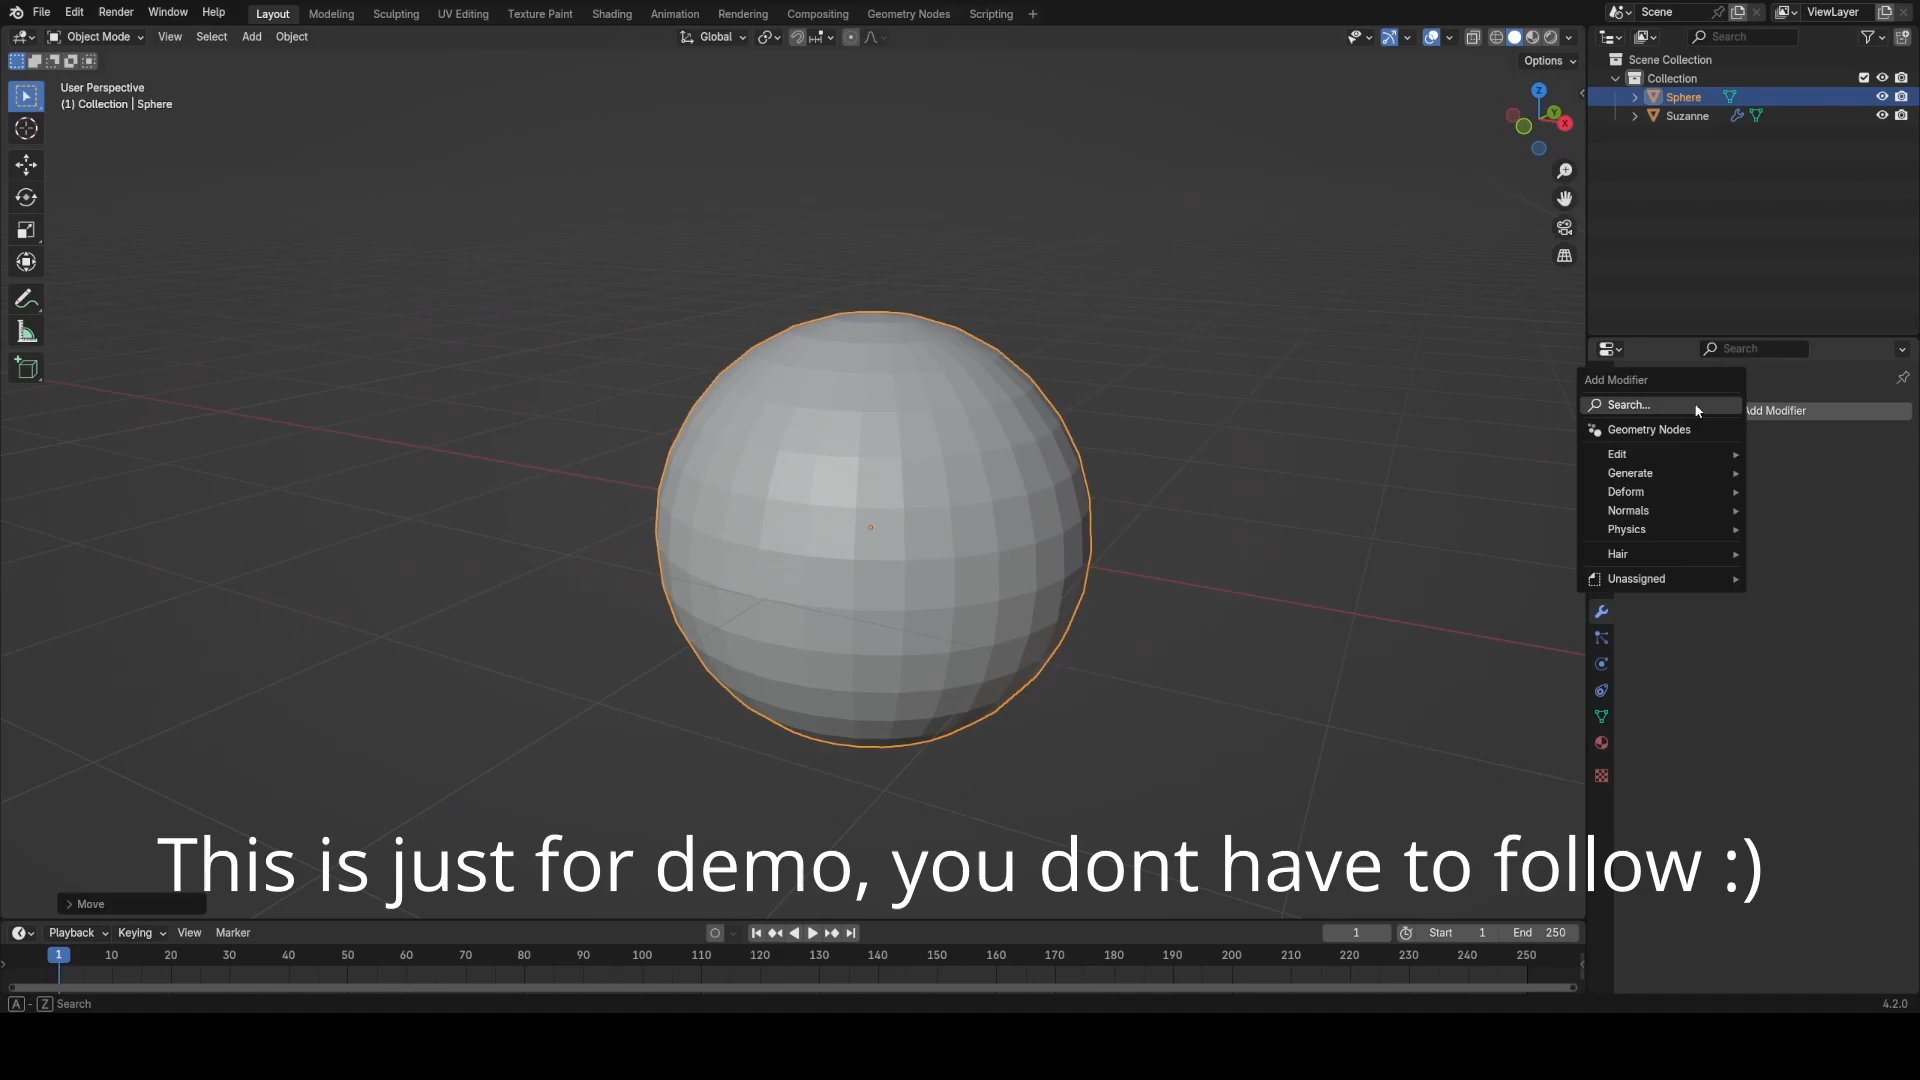 File Edit Render Window Help Layout Modeling Sculpting UV Editing Texture Paint Shading Animation Rendering Compositing Geometry Nodes Scripting + Scene ViewLayer
Object Mode View Select Add Object Global Search
Options
User Perspective
(1) Collection | Sphere
Scene Collection
Collection
Sphere
Suzanne
Z
Y
X
Search
Add Modifier
Search...
Add Modifier
Geometry Nodes
Edit
Generate
Deform
Normals
Physics
Hair
Unassigned
This is just for demo, you dont have to follow :)
> Move
Playback Keying View Marker 1 Start 1 End 250
1 10 20 30 40 50 60 70 80 90 100 110 120 130 140 150 160 170 180 190 200 210 220 230 240 250
A - Z Search 4.2.0